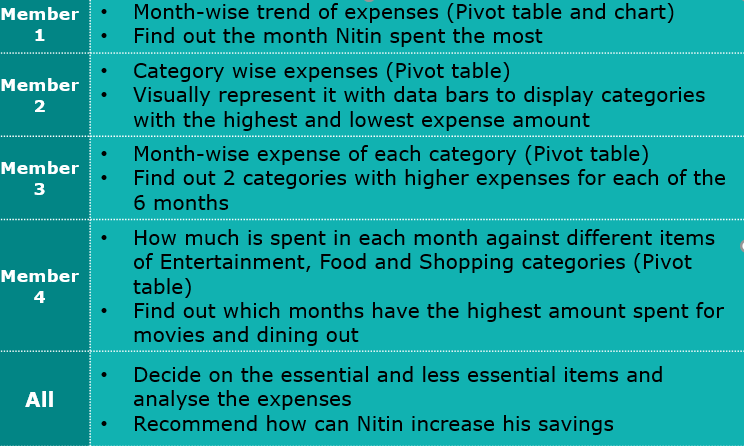 Member
1
• Month-wise trend of expenses (Pivot table and chart)
• Find out the month Nitin spent the most
Member
2
• Category wise expenses (Pivot table)
• Visually represent it with data bars to display categories
with the highest and lowest expense amount
Member
3
• Month-wise expense of each category (Pivot table)
• Find out 2 categories with higher expenses for each of the
6 months
Member
4
• How much is spent in each month against different items
of Entertainment, Food and Shopping categories (Pivot
table)
• Find out which months have the highest amount spent for
movies and dining out
All
• Decide on the essential and less essential items and
analyse the expenses
• Recommend how can Nitin increase his savings